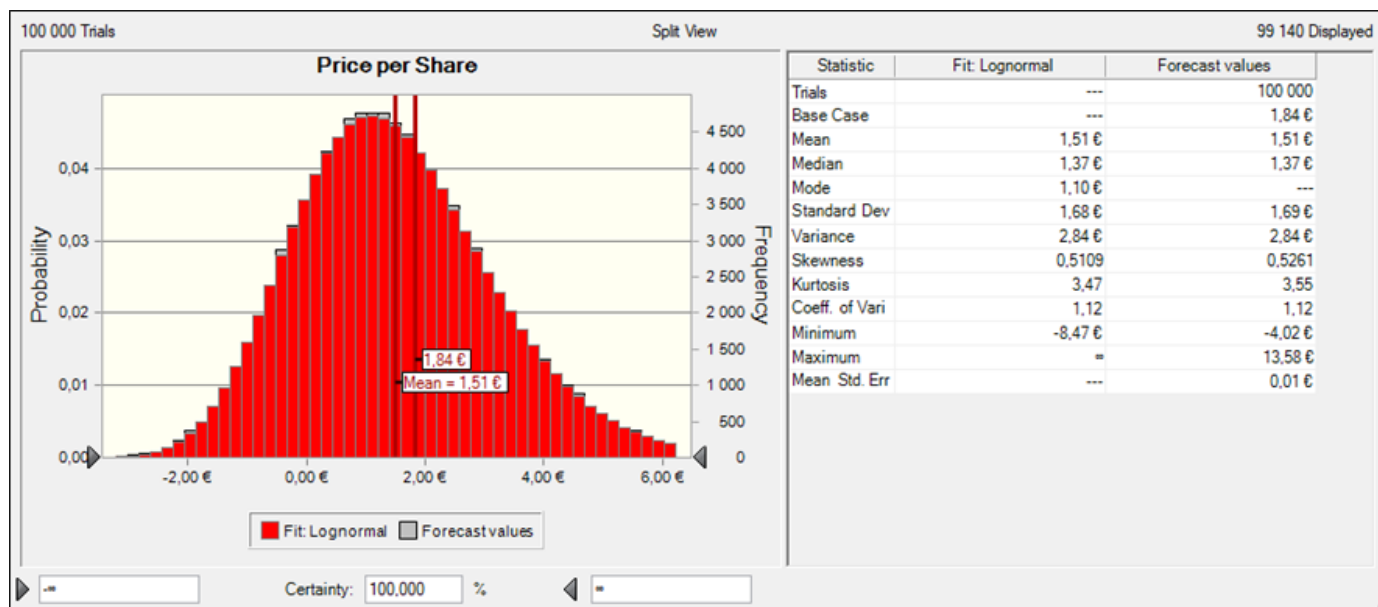 100 000 Trials Split View 99 140 Displayed
Price per Share
Probability
0,04
0,03
0,02
0,01
0,00
4 500
4 000
3 500
3 000
2 500
2 000
1 500
1 000
500
0
Frequency
1,84 €
Mean = 1,51 €
-2,00 € 0,00 € 2,00 € 4,00 € 6,00 €
Fit: Lognormal Forecast values
Statistic Fit: Lognormal Forecast values
Trials --- 100 000
Base Case --- 1,84 €
Mean 1,51 € 1,51 €
Median 1,37 € 1,37 €
Mode 1,10 € ---
Standard Dev 1,68 € 1,69 €
Variance 2,84 € 2,84 €
Skewness 0,5109 0,5261
Kurtosis 3,47 3,55
Coeff. of Vari 1,12 1,12
Minimum -8,47 € -4,02 €
Maximum ∞ 13,58 €
Mean Std. Err --- 0,01 €
-∞ Certainty: 100,000 % ∞